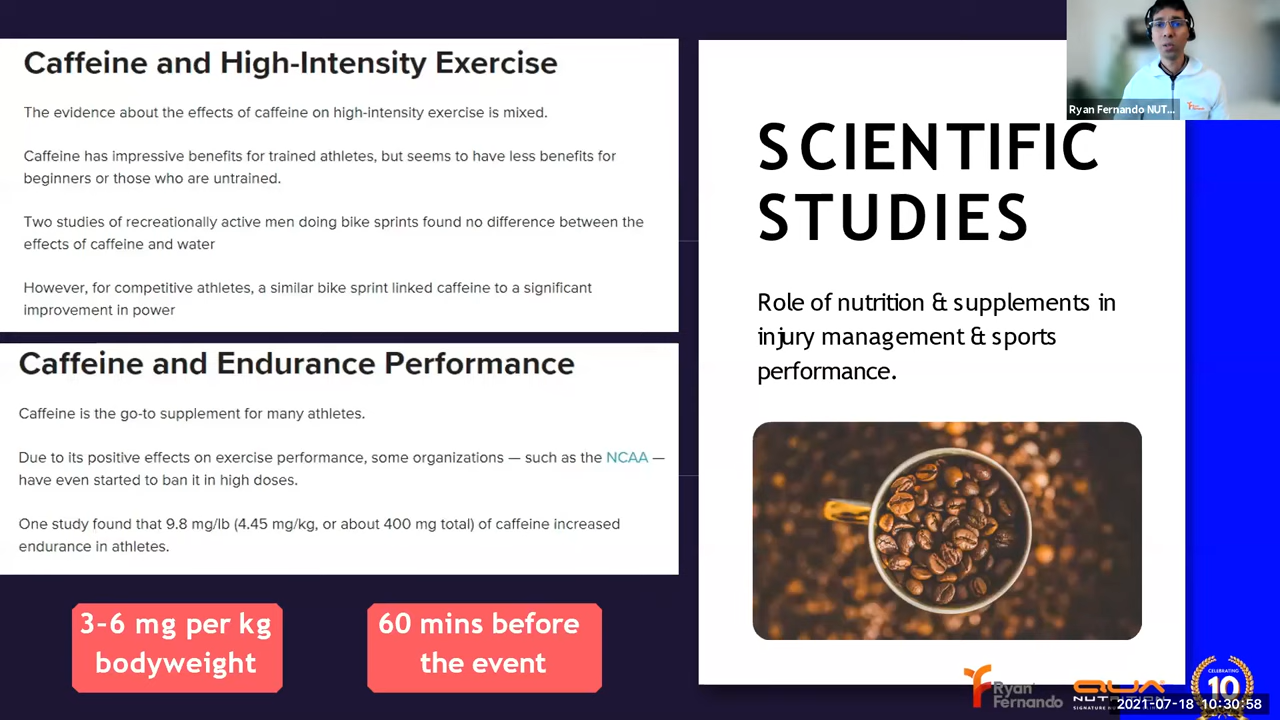 Caffeine and High-Intensity Exercise
The evidence about the effects of caffeine on high-intensity exercise is mixed.
Caffeine has impressive benefits for trained athletes, but seems to have less benefits for
beginners or those who are untrained.
Two studies of recreationally active men doing bike sprints found no difference between the
effects of caffeine and water
However, for competitive athletes, a similar bike sprint linked caffeine to a significant
improvement in power
Caffeine and Endurance Performance
Caffeine is the go-to supplement for many athletes.
Due to its positive effects on exercise performance, some organizations — such as the NCAA —
have even started to ban it in high doses.
One study found that 9.8 mg/lb (4.45 mg/kg, or about 400 mg total) of caffeine increased
endurance in athletes.
3-6 mg per kg
bodyweight
60 mins before
the event
Ryan Fernando NUT...
SCIENTIFIC
STUDIES
Role of nutrition & supplements in
injury management & sports
performance.
Ryan
Fernando
QUA
NUTRITION
CELEBRATING
10
2021-07-18 10:30:58